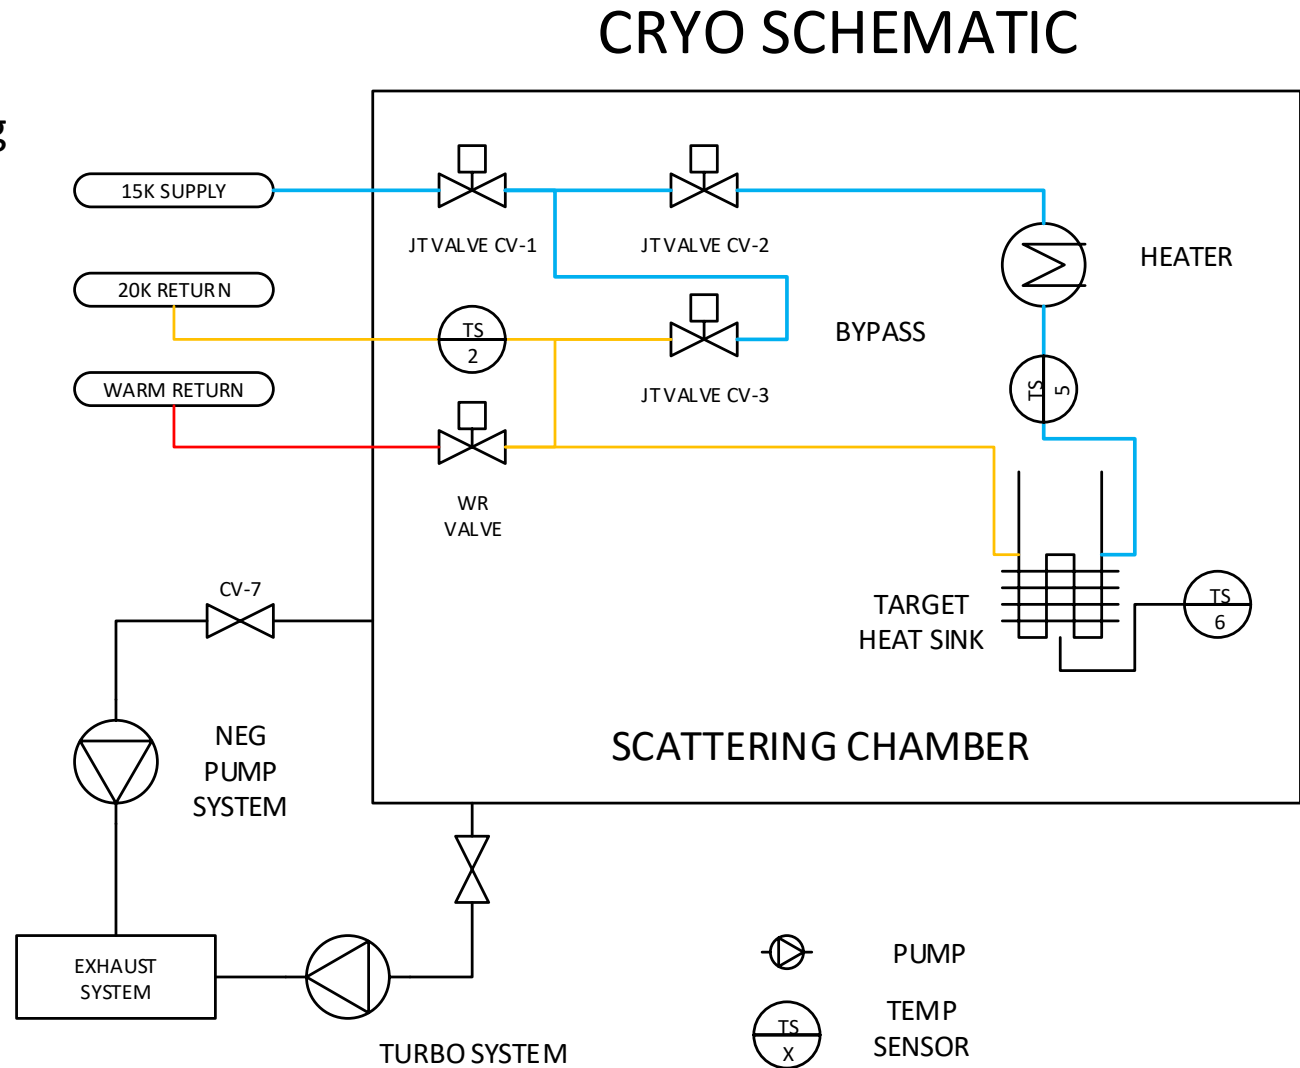 CRYO SCHEMATIC
g
15K SUPPLY
JT VALVE CV-1
JT VALVE CV-2
HEATER
20K RETURN
TS
2
BYPASS
WARM RETURN
JT VALVE CV-3
TS
5
WR
VALVE
CV-7
TARGET
HEAT SINK
TS
6
NEG
PUMP
SYSTEM
SCATTERING CHAMBER
EXHAUST
SYSTEM
TURBO SYSTEM
PUMP
TS
X
TEMP
SENSOR